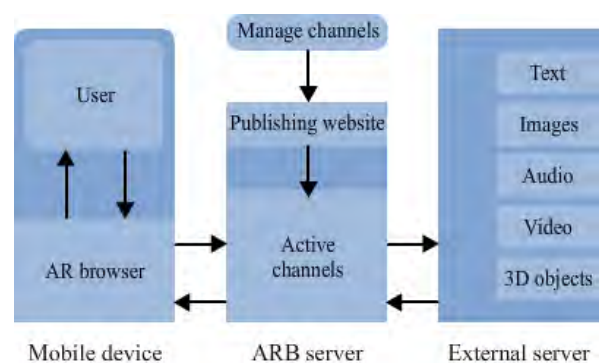 Manage channels
User
Publishing website
AR browser
Active
channels
Text
Images
Audio
Video
3D objects
Mobile device
ARB server
External server